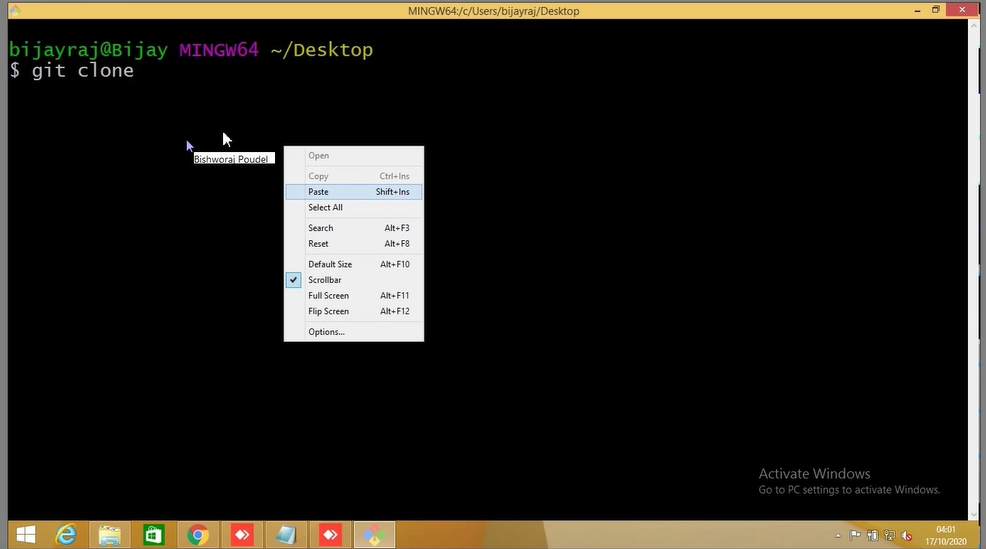 MINGW64:/c/Users/bijayraj/Desktop
bijayraj@Bijay MINGW64 ~/Desktop
$ git clone
Bishworaj Poudel
Open
Copy Ctrl+Ins
Paste Shift+Ins
Select All
Search Alt+F3
Reset Alt+F8
Default Size Alt+F10
Scrollbar
Full Screen Alt+F11
Flip Screen Alt+F12
Options...
Activate Windows
Go to PC settings to activate Windows.
04:01
17/10/2020